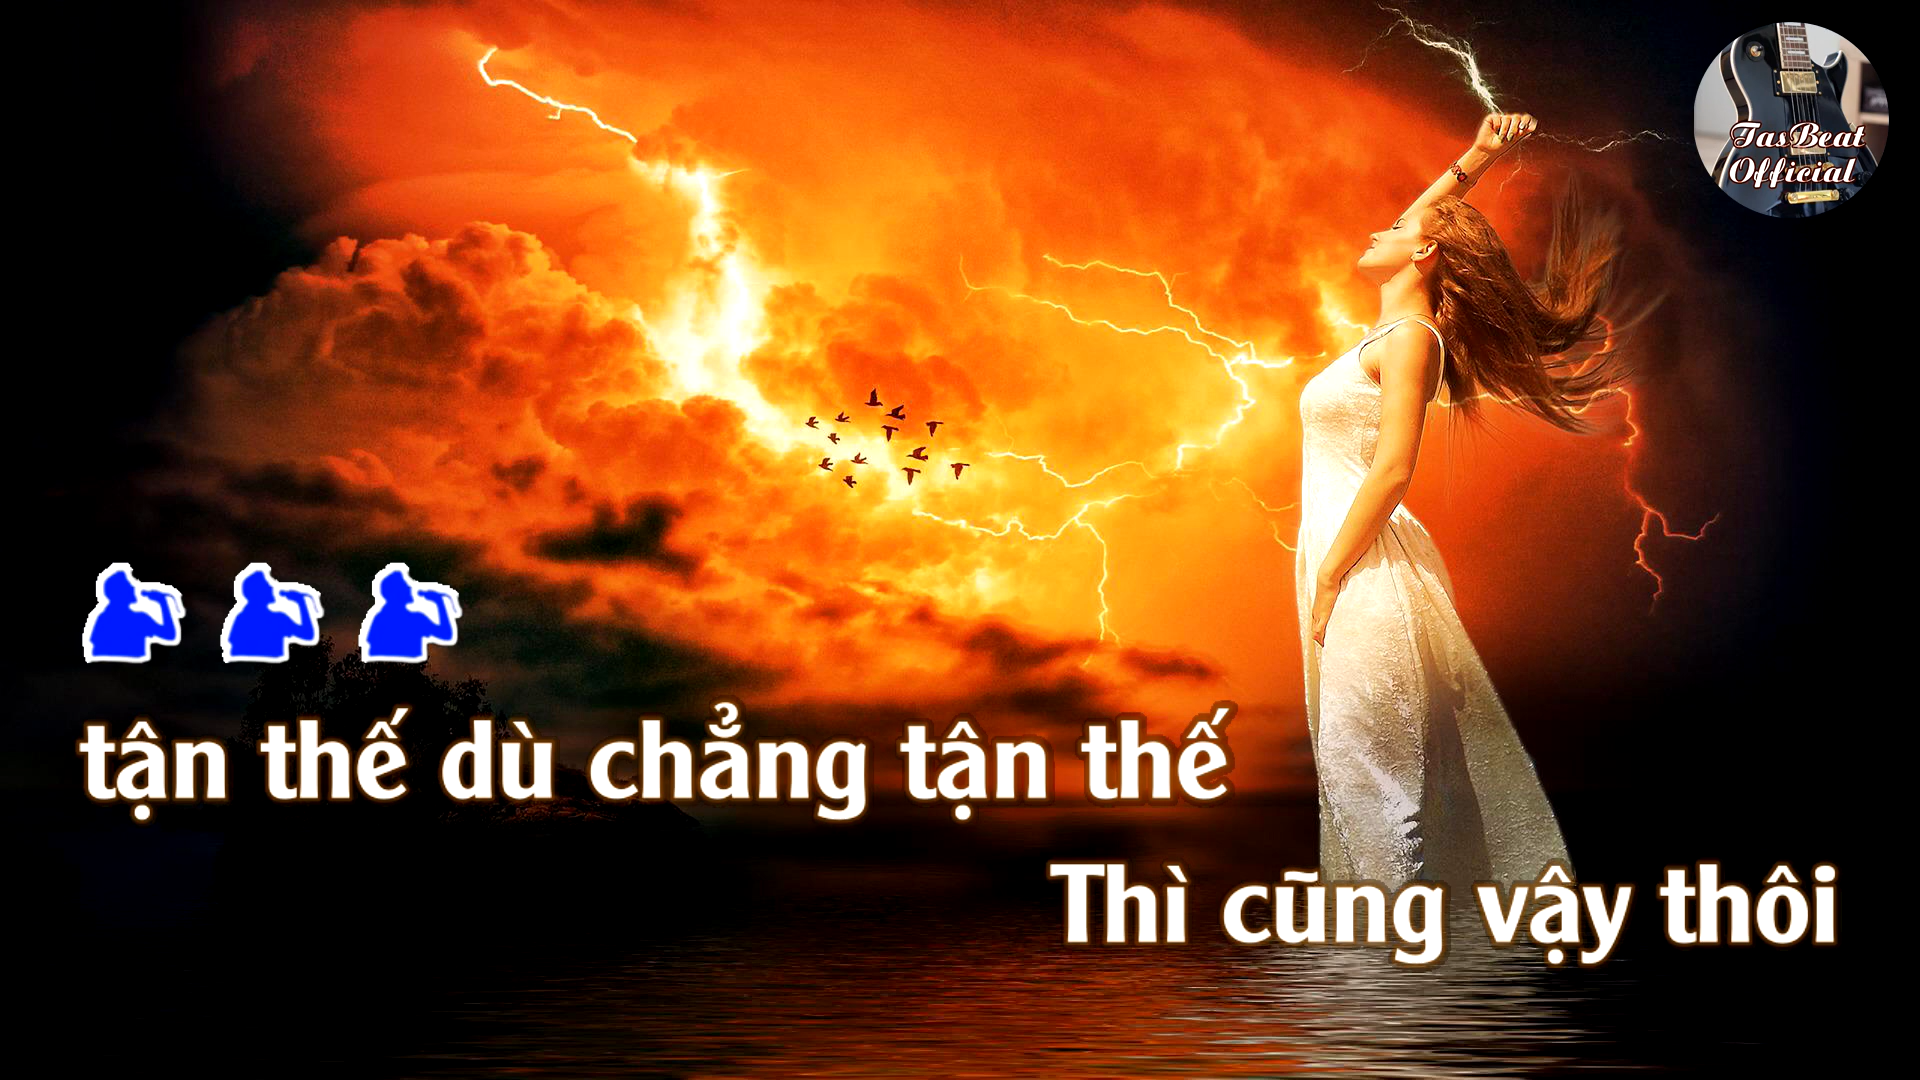 TasBeat
Official
tận thế dù chẳng tận thế
Thì cũng vậy thôi